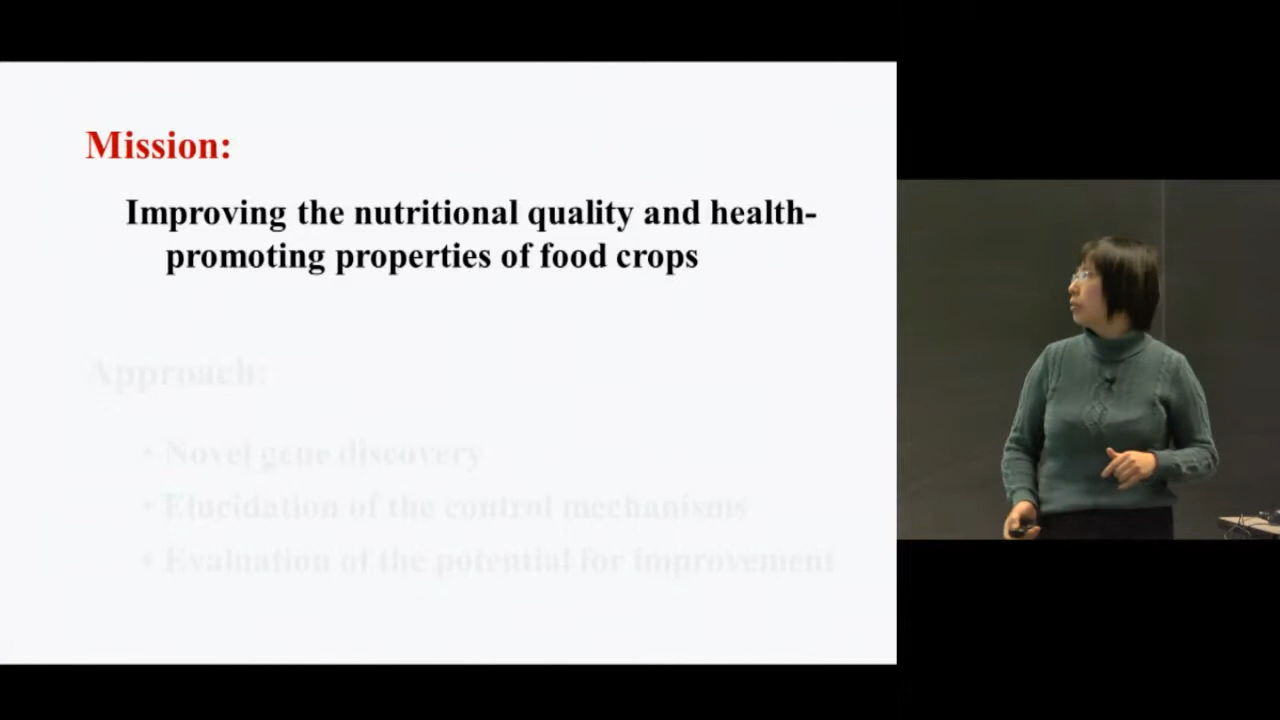 Mission:
Improving the nutritional quality and health-
promoting properties of food crops
Approach:
• Novel gene discovery
• Elucidation of the control mechanisms
• Evaluation of the potential for improvement